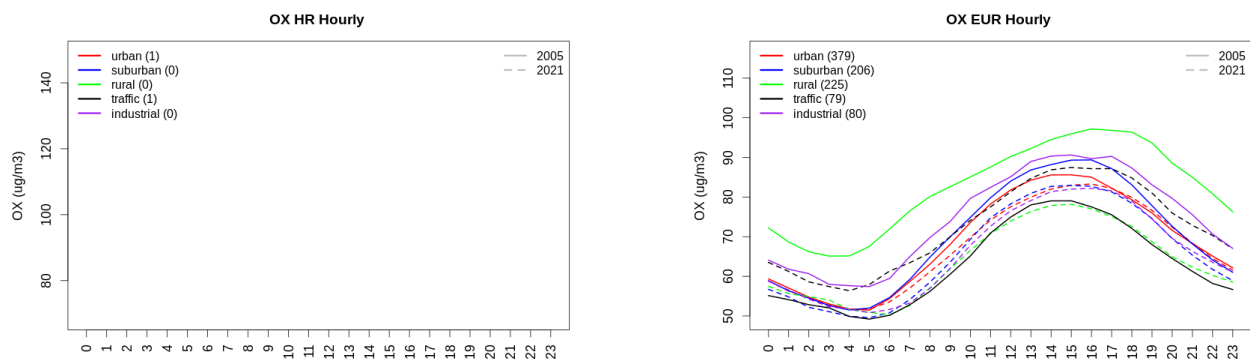 OX HR Hourly
OX (ug/m3)
140
120
100
80
urban (1)
suburban (0)
rural (0)
traffic (1)
industrial (0)
2005
2021
0 1 2 3 4 5 6 7 8 9 10 11 12 13 14 15 16 17 18 19 20 21 22 23
OX EUR Hourly
OX (ug/m3)
110
100
90
80
70
60
50
urban (379)
suburban (206)
rural (225)
traffic (79)
industrial (80)
2005
2021
0 1 2 3 4 5 6 7 8 9 10 11 12 13 14 15 16 17 18 19 20 21 22 23